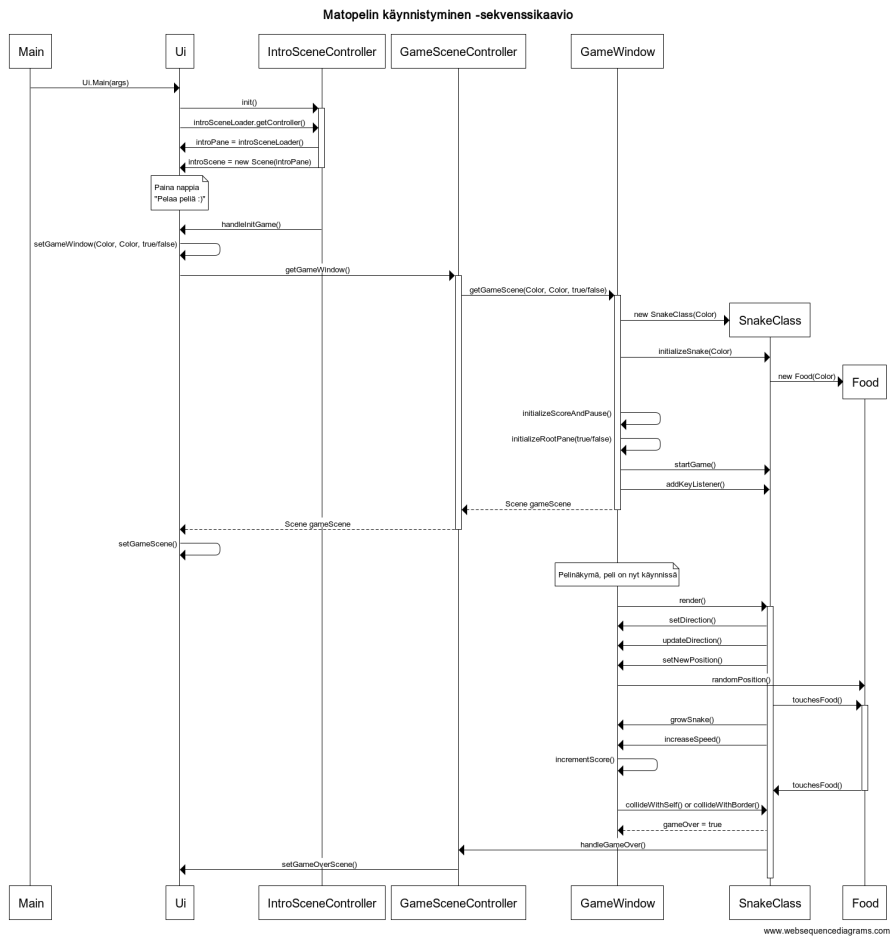 Matopelin käynnistyminen -sekvenssikaavio
Main
Ui
IntroSceneController
GameSceneController
GameWindow
Ui.Main(args)
init()
introSceneLoader.getController()
introPane = introSceneLoader()
introScene = new Scene(introPane)
Paina nappia
"Pelaa peliä :)"
handleInitGame()
setGameWindow(Color, Color, true/false)
getGameWindow()
getGameScene(Color, Color, true/false)
new SnakeClass(Color)
SnakeClass
initializeSnake(Color)
new Food(Color)
Food
initializeScoreAndPause()
initializeRootPane(true/false)
startGame()
addKeyListener()
Scene gameScene
Scene gameScene
setGameScene()
Pelinäkymä, peli on nyt käynnissä
render()
setDirection()
updateDirection()
setNewPosition()
randomPosition()
touchesFood()
growSnake()
increaseSpeed()
incrementScore()
touchesFood()
collideWithSelf() or collideWithBorder()
gameOver = true
handleGameOver()
setGameOverScene()
Main
Ui
IntroSceneController
GameSceneController
GameWindow
SnakeClass
Food
www.websequencediagrams.com